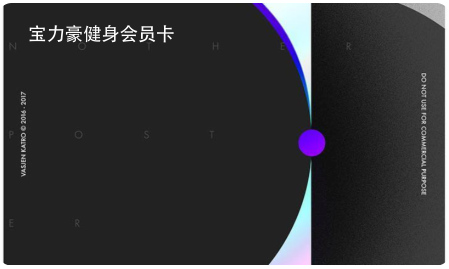 宝力豪健身会员卡
N O T H E R
VASJEN KATRO © 2016 - 2017
DO NOT USE FOR COMMERCIAL PURPOSE
P O S T
E R